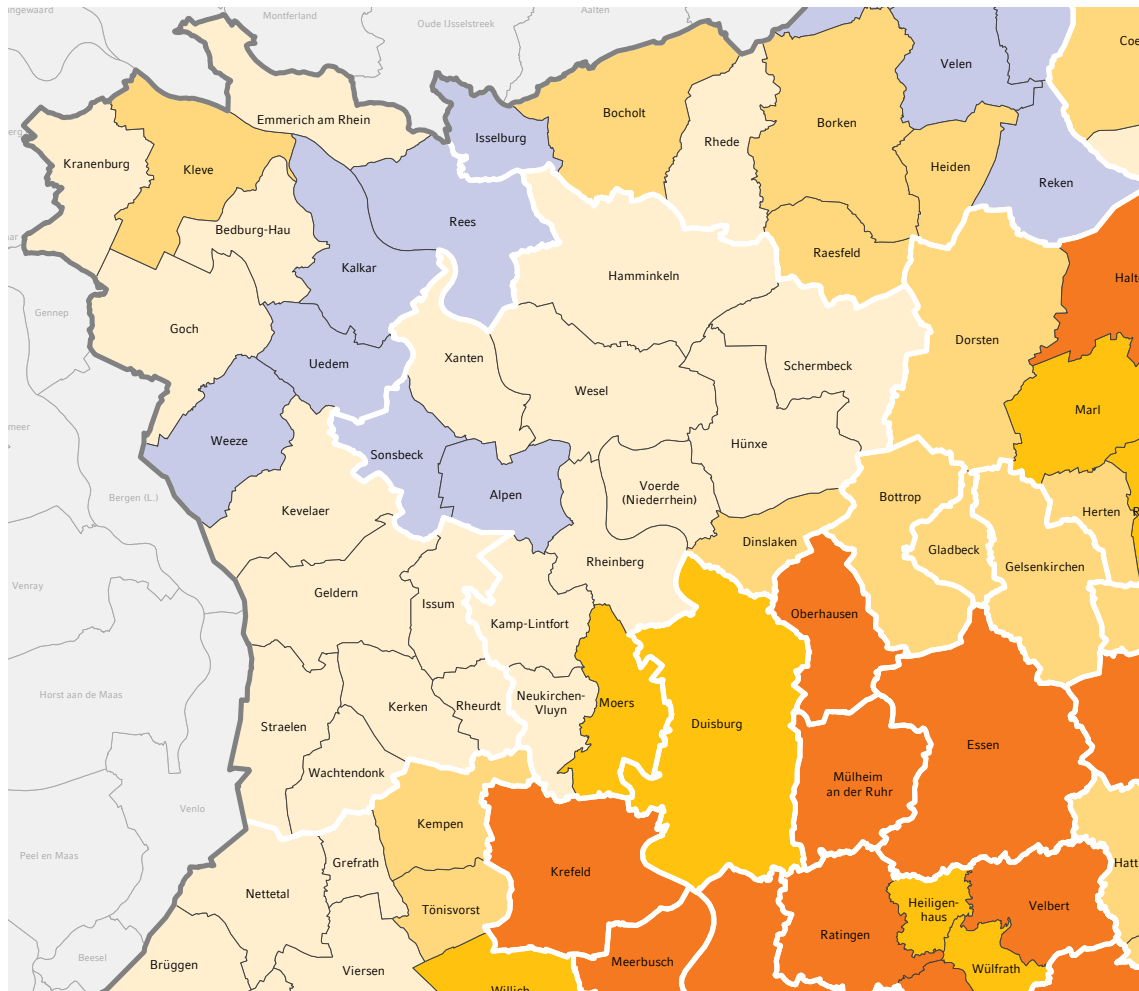 ingewaard
Montferland
Oude IJsselstreek
Aalten
Coe
Velen
Emmerich am Rhein
Bocholt
Borken
Isselburg
Rhede
Kranenburg
Kleve
Heiden
Reken
Rees
Bedburg-Hau
Raesfeld
Kalkar
Hamminkeln
Halt
Gennep
Goch
Dorsten
Xanten
Uedem
Schermbeck
Wesel
Marl
Weeze
Hünxe
Sonsbeck
Voerde
(Niederrhein)
Alpen
Bottrop
Bergen (L.)
Kevelaer
Herten
R
Dinslaken
Gladbeck
Rheinberg
Gelsenkirchen
Venray
Geldern
Issum
Oberhausen
Kamp-Lintfort
Horst aan de Maas
Neukirchen-
Vluyn
Moers
Kerken
Rheurdt
Straelen
Duisburg
Essen
Wachtendonk
Mülheim
an der Ruhr
Venlo
Kempen
Peel en Maas
Grefrath
Hatt
Krefeld
Nettetal
Heiligen-
haus
Velbert
Tönisvorst
Ratingen
Beesel
Brüggen
Viersen
Meerbusch
Wülfrath
Willich